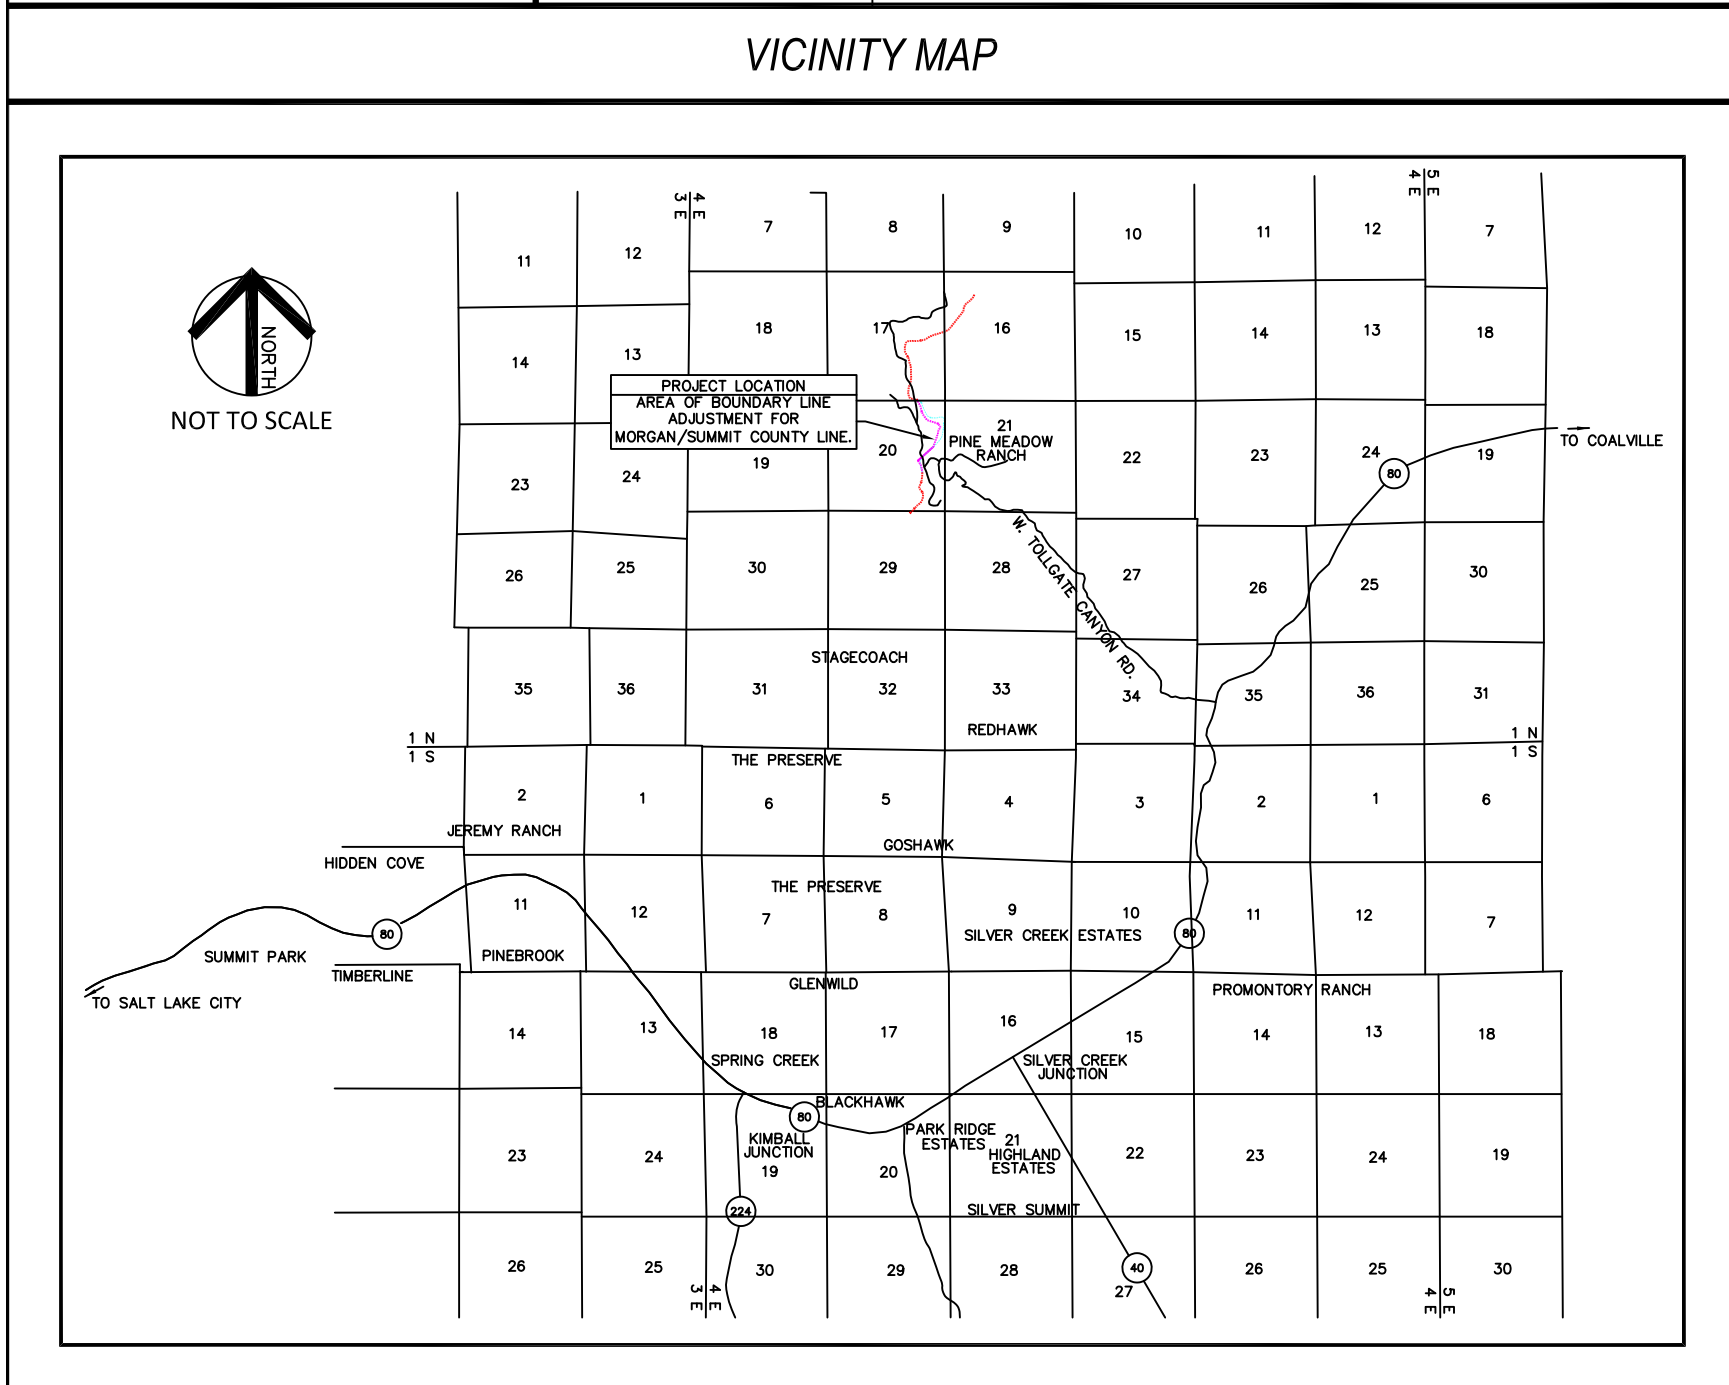 VICINITY MAP
3 E
4 E
4 E
5 E
7
8
9
10
11
12
7
11
12
NORTH
NOT TO SCALE
18
17
16
15
14
13
18
14
13
PROJECT LOCATION
AREA OF BOUNDARY LINE
ADJUSTMENT FOR
MORGAN/SUMMIT COUNTY LINE.
21
PINE MEADOW
RANCH
20
19
22
23
24
80
19
TO COALVILLE
23
24
W. TOLLGATE CANYON RD.
26
25
30
29
28
27
26
25
30
STAGECOACH
35
36
31
32
33
34
35
36
31
REDHAWK
1 N
1 S
1 N
1 S
THE PRESERVE
2
1
6
5
4
3
2
1
6
JEREMY RANCH
GOSHAWK
HIDDEN COVE
THE PRESERVE
11
12
7
8
9
10
11
12
7
80
SILVER CREEK ESTATES
80
SUMMIT PARK
PINEBROOK
TIMBERLINE
GLENWILD
PROMONTORY RANCH
TO SALT LAKE CITY
14
13
18
17
16
15
14
13
18
SPRING CREEK
SILVER CREEK
JUNCTION
BLACKHAWK
80
KIMBALL
JUNCTION
19
PARK RIDGE
ESTATES
21
HIGHLAND
ESTATES
23
24
20
22
23
24
19
224
SILVER SUMMIT
26
25
30
29
28
40
27
26
25
30
3 E
4 E
4 E
5 E